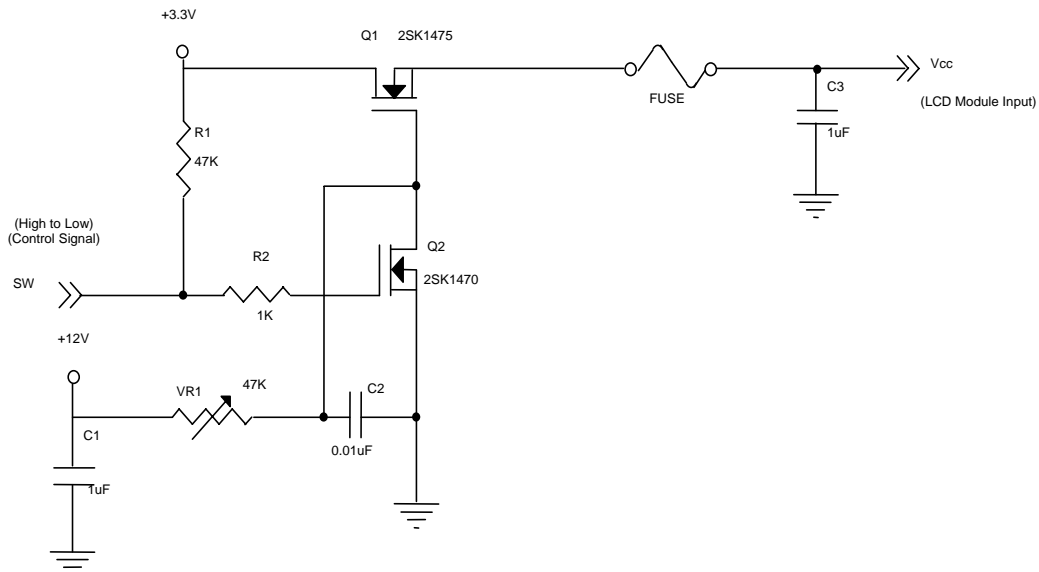 +3.3V
Q1
2SK1475
Vcc
FUSE
C3
(LCD Module Input)
R1
1uF
47K
(High to Low)
(Control Signal)
Q2
R2
SW
2SK1470
1K
+12V
VR1
47K
C2
C1
0.01uF
1uF